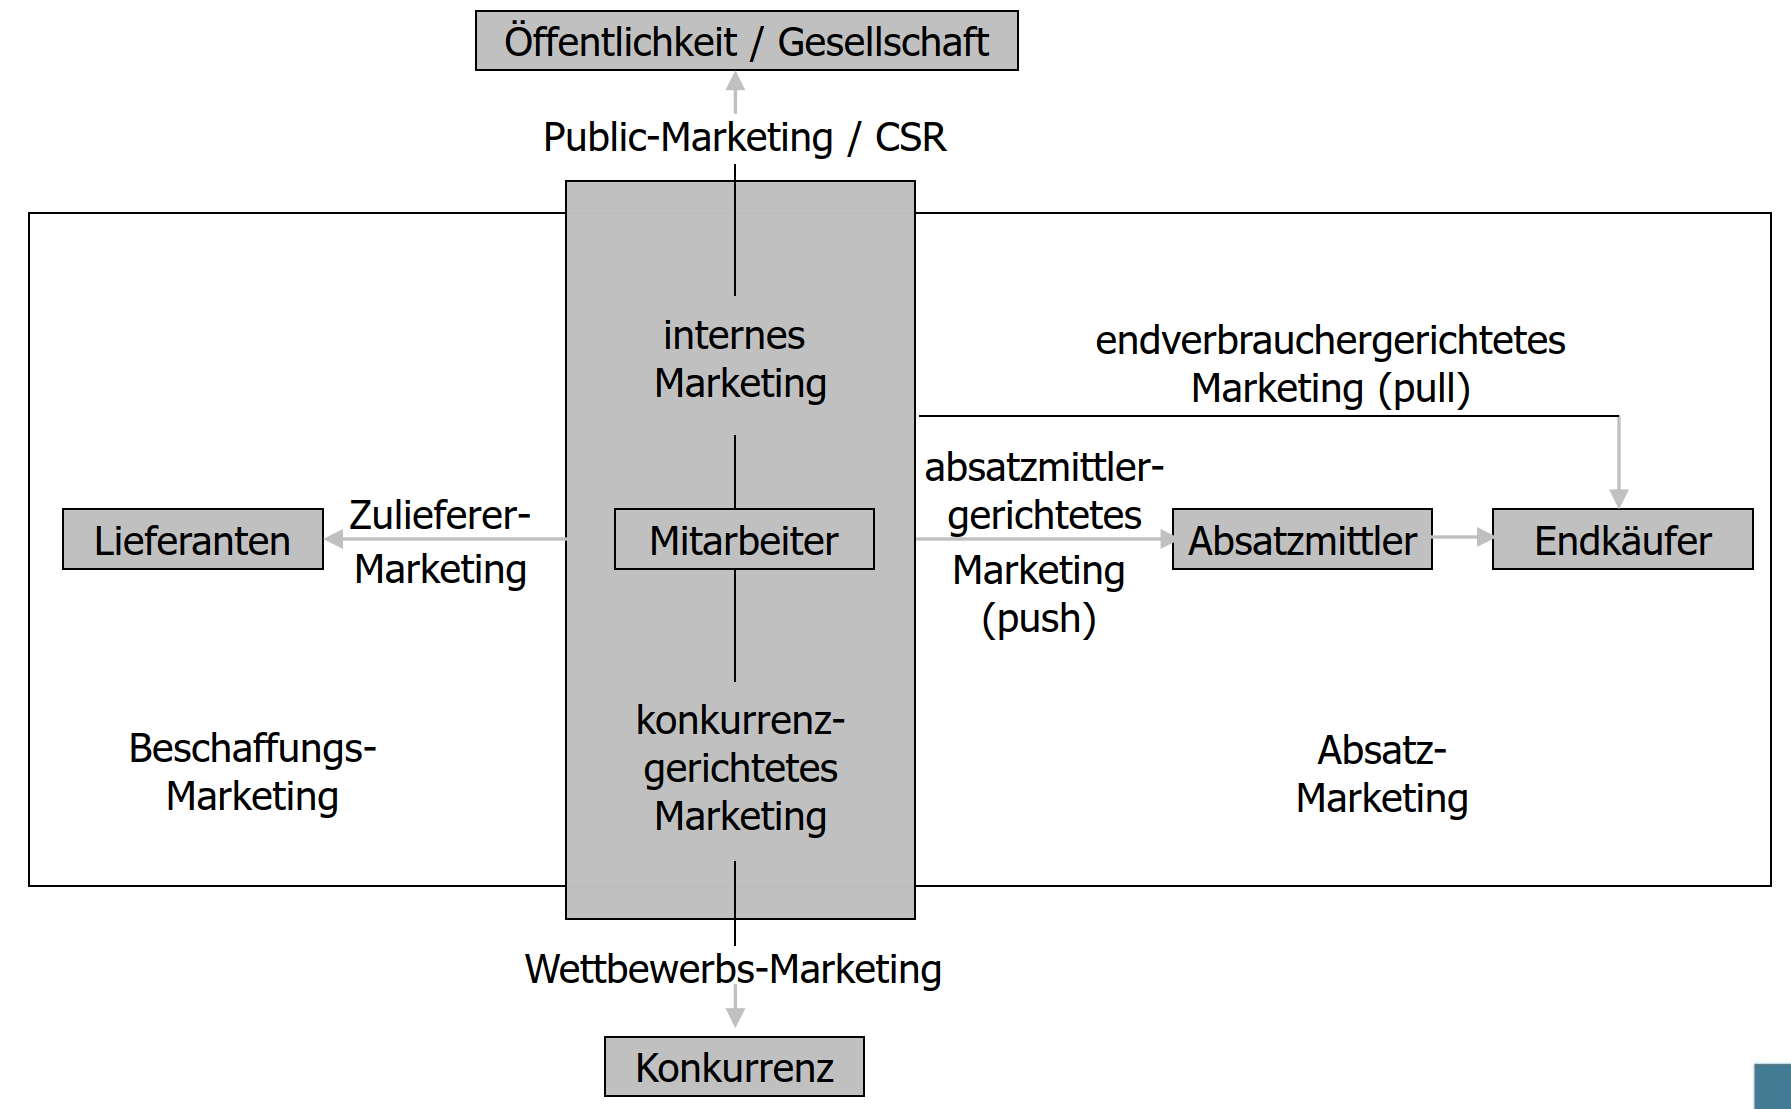 Öffentlichkeit / Gesellschaft
Public-Marketing / CSR
internes
Marketing
endverbrauchergerichtetes
Marketing (pull)
Lieferanten
Zulieferer-
Marketing
Mitarbeiter
absatzmittler-
gerichtetes
Marketing
(push)
Absatzmittler
Endkäufer
Beschaffungs-
Marketing
konkurrenz-
gerichtetes
Marketing
Absatz-
Marketing
Wettbewerbs-Marketing
Konkurrenz